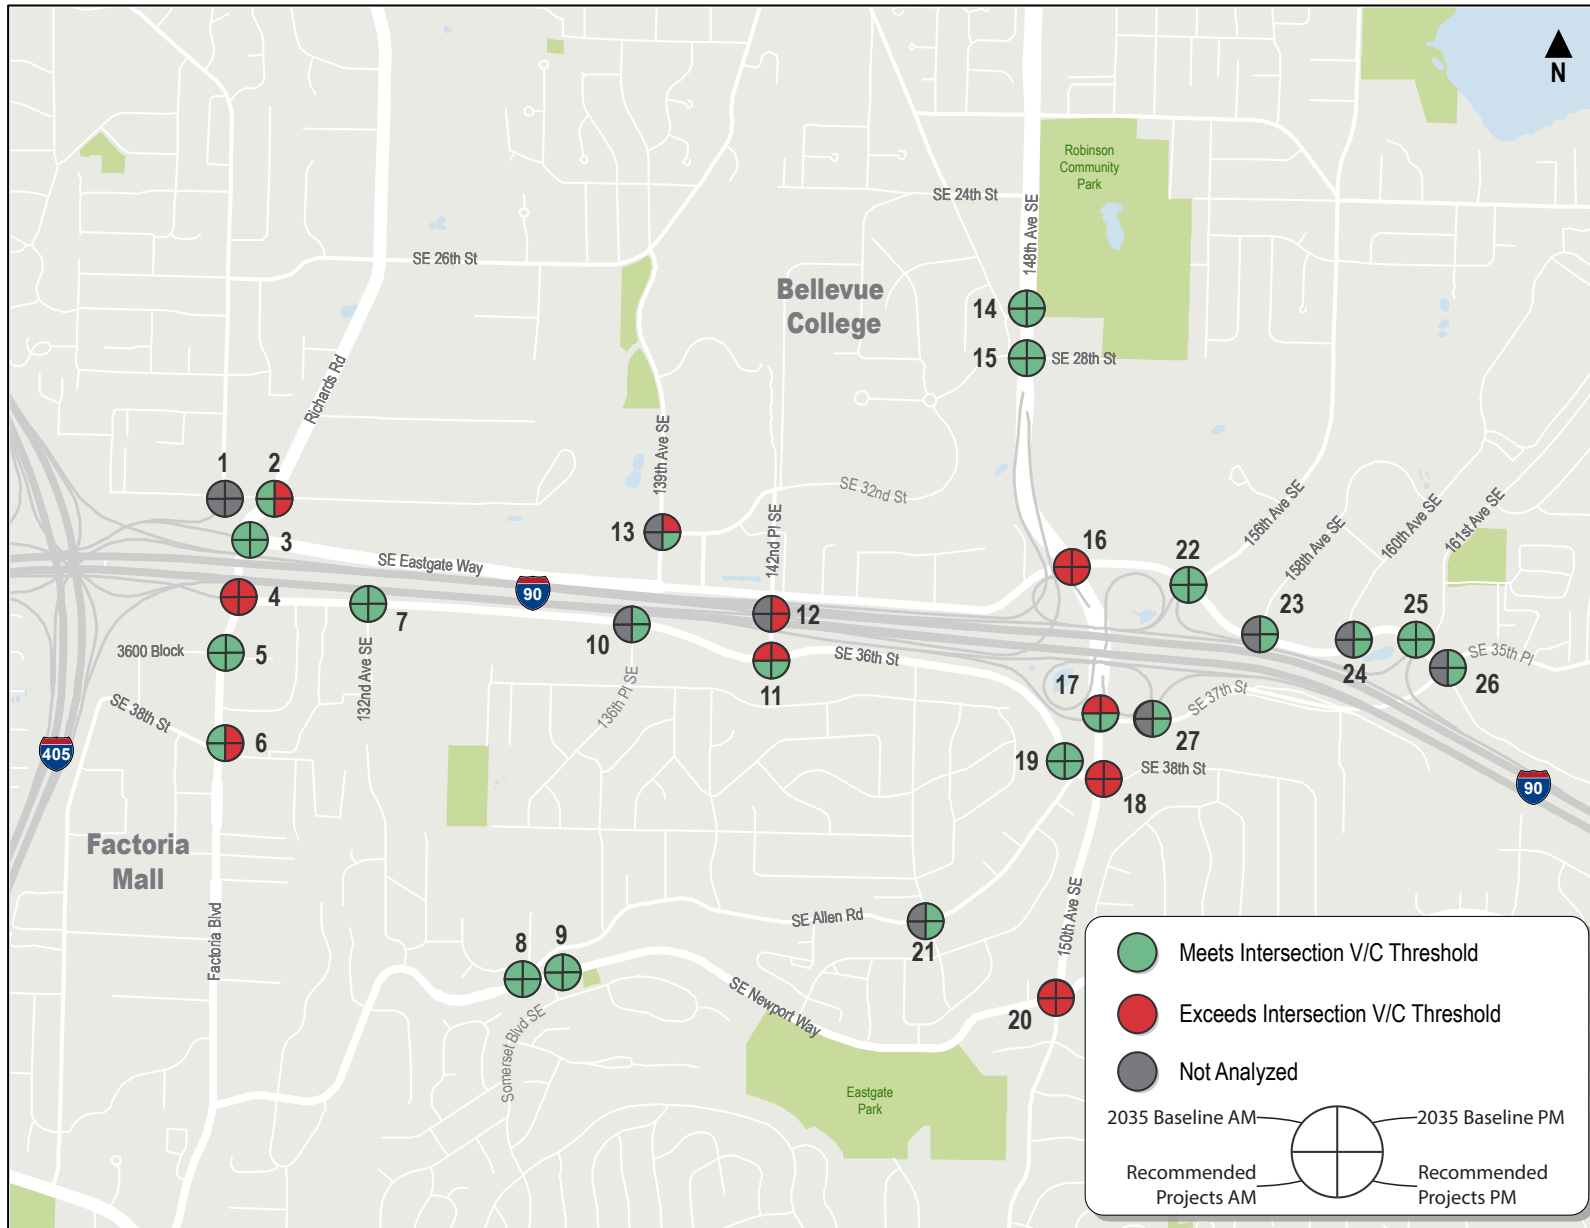 N
Robinson
Community
Park
SE 24th St
148th Ave SE
SE 26th St
Bellevue
College
14
15
SE 28th St
Richards Rd
139th Ave SE
1
2
SE 32nd St
142nd Pl SE
156th Ave SE
158th Ave SE
160th Ave SE
161st Ave SE
13
3
16
22
SE Eastgate Way
90
4
7
10
12
23
24
25
26
3600 Block
5
SE 36th St
11
SE 35th Pl
132nd Ave SE
136th Pl SE
17
SE 37th St
27
SE 38th St
6
405
19
SE 38th St
18
90
Factoria
Mall
Factoria Blvd
SE Allen Rd
21
150th Ave SE
8
9
SE Newport Way
20
Somerset Blvd SE
Eastgate
Park
Meets Intersection V/C Threshold
Exceeds Intersection V/C Threshold
Not Analyzed
2035 Baseline AM
2035 Baseline PM
Recommended
Projects AM
Recommended
Projects PM